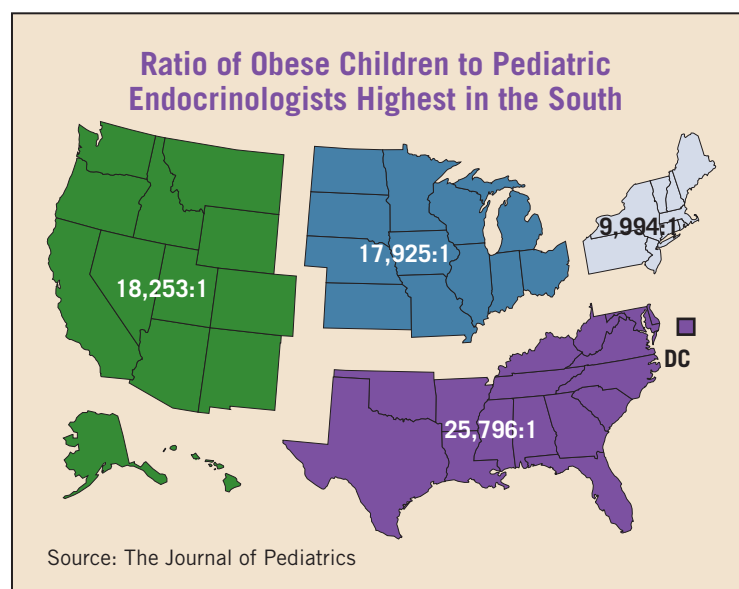 Ratio of Obese Children to Pediatric
Endocrinologists Highest in the South
9,994:1
17,925:1
18,253:1
DC
25,796:1
Source: The Journal of Pediatrics